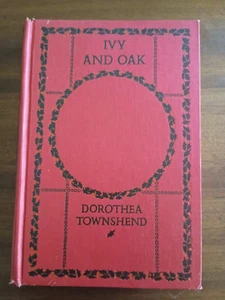 IVY
AND OAK
DOROTHEA
TOWNSHEND